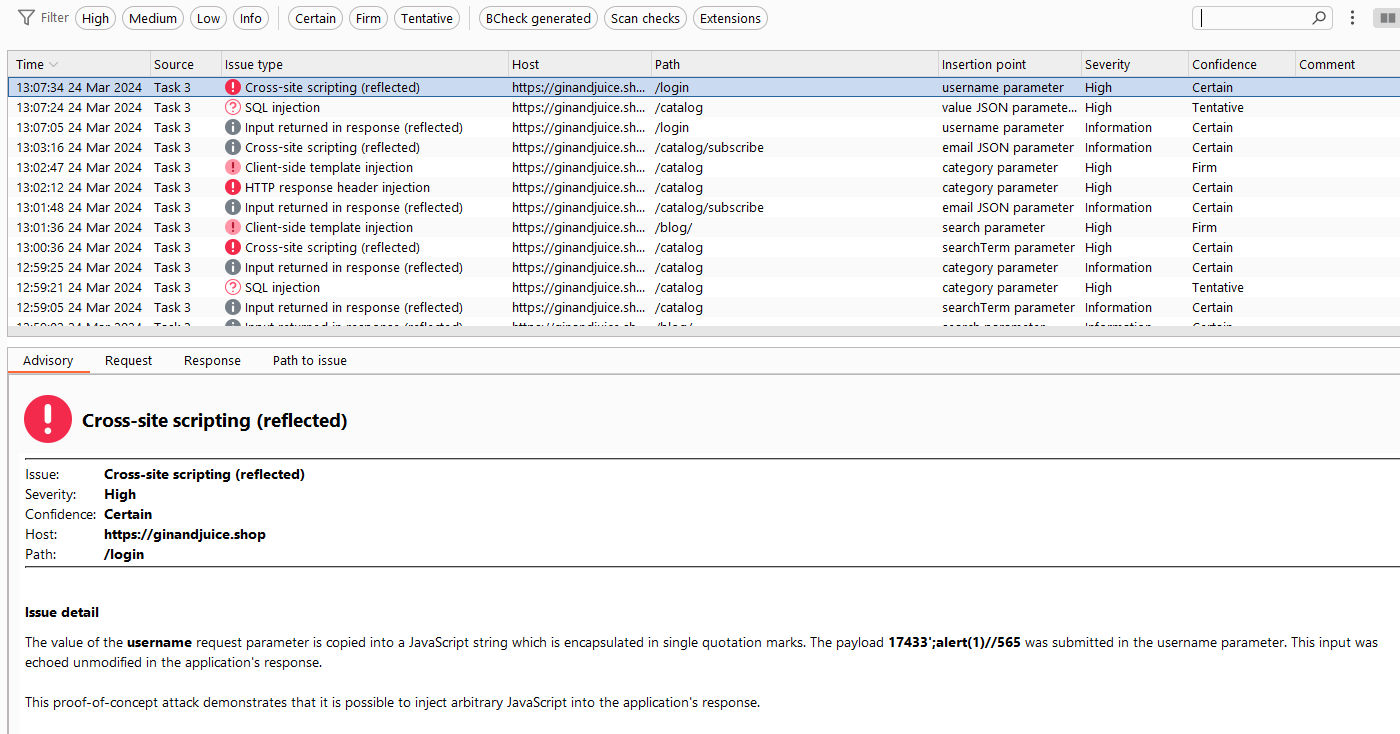 Filter High Medium Low Info Certain Firm Tentative BCheck generated Scan checks Extensions
Time Source Issue type Host Path Insertion point Severity Confidence Comment
13:07:34 24 Mar 2024 Task 3 Cross-site scripting (reflected) https://ginandjuice.sh... /login username parameter High Certain
13:07:24 24 Mar 2024 Task 3 SQL injection https://ginandjuice.sh... /catalog value JSON paramete... High Tentative
13:07:05 24 Mar 2024 Task 3 Input returned in response (reflected) https://ginandjuice.sh... /login username parameter Information Certain
13:03:16 24 Mar 2024 Task 3 Cross-site scripting (reflected) https://ginandjuice.sh... /catalog/subscribe email JSON parameter Information Certain
13:02:47 24 Mar 2024 Task 3 Client-side template injection https://ginandjuice.sh... /catalog category parameter High Firm
13:02:12 24 Mar 2024 Task 3 HTTP response header injection https://ginandjuice.sh... /catalog category parameter High Certain
13:01:48 24 Mar 2024 Task 3 Input returned in response (reflected) https://ginandjuice.sh... /catalog/subscribe email JSON parameter Information Certain
13:01:36 24 Mar 2024 Task 3 Client-side template injection https://ginandjuice.sh... /blog/ search parameter High Firm
13:00:36 24 Mar 2024 Task 3 Cross-site scripting (reflected) https://ginandjuice.sh... /catalog searchTerm parameter High Certain
12:59:25 24 Mar 2024 Task 3 Input returned in response (reflected) https://ginandjuice.sh... /catalog category parameter Information Certain
12:59:21 24 Mar 2024 Task 3 SQL injection https://ginandjuice.sh... /catalog category parameter High Tentative
12:59:05 24 Mar 2024 Task 3 Input returned in response (reflected) https://ginandjuice.sh... /catalog searchTerm parameter Information Certain
Advisory Request Response Path to issue
Cross-site scripting (reflected)
Issue: Cross-site scripting (reflected)
Severity: High
Confidence: Certain
Host: https://ginandjuice.shop
Path: /login
Issue detail
The value of the username request parameter is copied into a JavaScript string which is encapsulated in single quotation marks. The payload 17433';alert(1)//565 was submitted in the username parameter. This input was
echoed unmodified in the application's response.
This proof-of-concept attack demonstrates that it is possible to inject arbitrary JavaScript into the application's response.